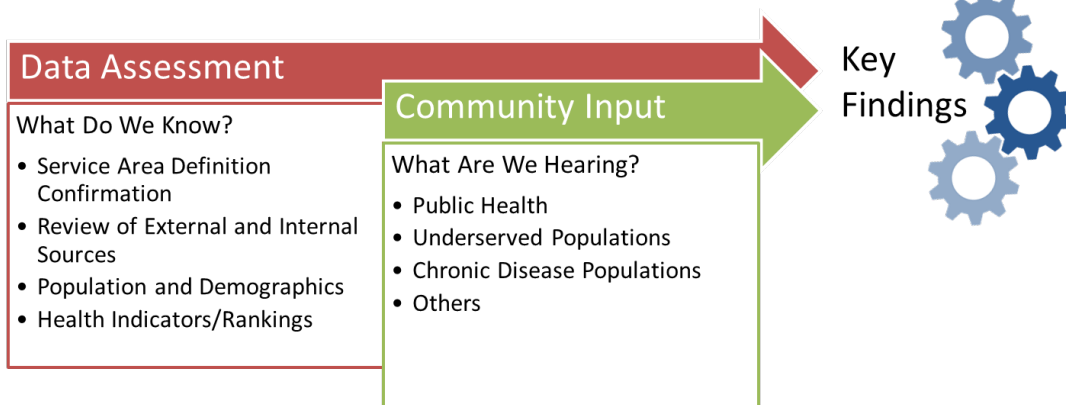 Data Assessment
What Do We Know?
• Service Area Definition
Confirmation
• Review of External and Internal
Sources
• Population and Demographics
• Health Indicators/Rankings
Community Input
What Are We Hearing?
• Public Health
• Underserved Populations
• Chronic Disease Populations
• Others
Key
Findings